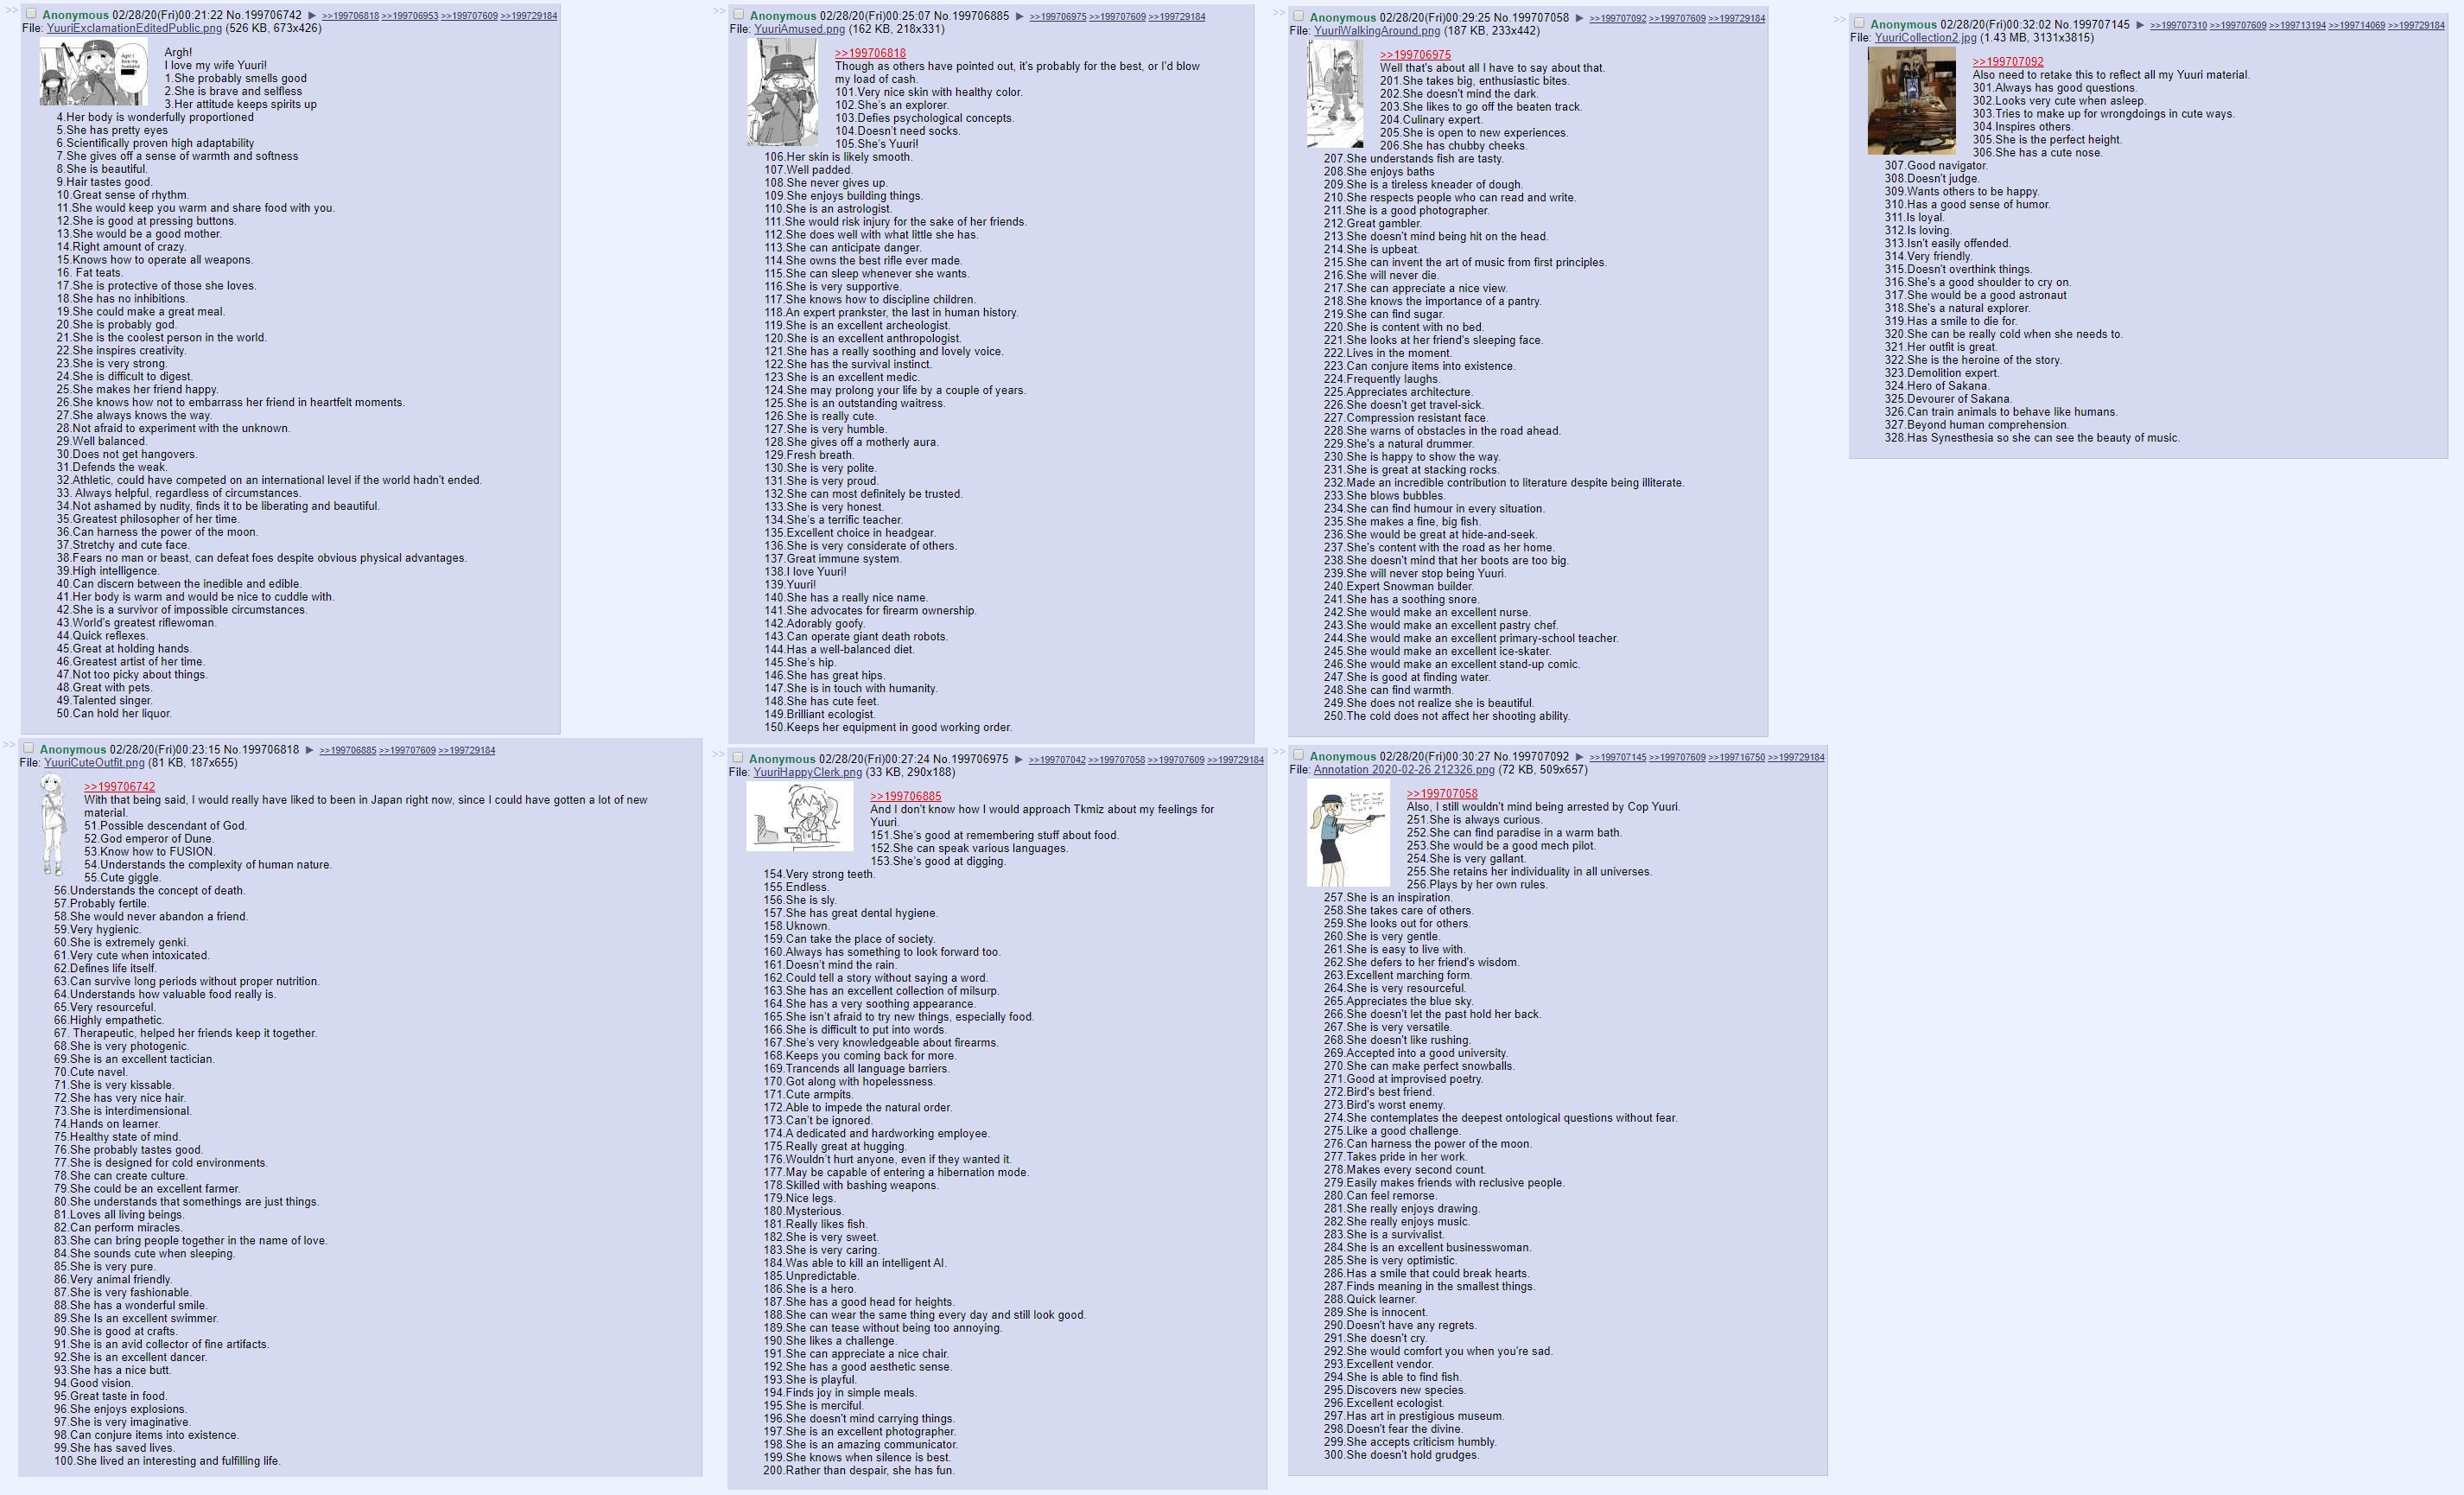 Anonymous 02/28/20(Fri)00:21:22 No.199706742 ▶ >>199706818 >>199706953 >>199707609 >>199729184
File: YuuriExclamationEditedPublic.png (526 KB, 673x426)
Argh!
I love my wife Yuuri!
1.She probably smells good
2.She is brave and selfless
3.Her attitude keeps spirits up
4.Her body is wonderfully proportioned
5.She has pretty eyes
6.Scientifically proven high adaptability
7.She gives off a sense of warmth and softness
8.She is beautiful.
9.Hair tastes good.
10.Great sense of rhythm.
11.She would keep you warm and share food with you.
12.She is good at pressing buttons.
13.She would be a good mother.
14.Right amount of crazy.
15.Knows how to operate all weapons.
16. Fat teats.
17.She is protective of those she loves.
18.She has no inhibitions.
19.She could make a great meal.
20.She is probably god.
21.She is the coolest person in the world.
22.She inspires creativity.
23.She is very strong.
24.She is difficult to digest.
25.She makes her friend happy.
26.She knows how not to embarrass her friend in heartfelt moments.
27.She always knows the way.
28.Not afraid to experiment with the unknown.
29.Well balanced.
30.Does not get hangovers.
31.Defends the weak.
32.Athletic, could have competed on an international level if the world hadn't ended.
33. Always helpful, regardless of circumstances.
34.Not ashamed by nudity, finds it to be liberating and beautiful.
35.Greatest philosopher of her time.
36.Can harness the power of the moon.
37.Stretchy and cute face.
38.Fears no man or beast, can defeat foes despite obvious physical advantages.
39.High intelligence.
40.Can discern between the inedible and edible.
41.Her body is warm and would be nice to cuddle with.
42.She is a survivor of impossible circumstances.
43.World's greatest riflewoman.
44.Quick reflexes.
45.Great at holding hands.
46.Greatest artist of her time.
47.Not too picky about things.
48.Great with pets.
49.Talented singer.
50.Can hold her liquor.
Anonymous 02/28/20(Fri)00:23:15 No.199706818 ▶ >>199706885 >>199707609 >>199729184
File: YuuriCuteOutfit.png (81 KB, 187x655)
>>199706742
With that being said, I would really have liked to been in Japan right now, since I could have gotten a lot of new
material.
51.Possible descendant of God.
52.God emperor of Dune.
53.Know how to FUSION.
54.Understands the complexity of human nature.
55.Cute giggle.
56.Understands the concept of death.
57.Probably fertile.
58.She would never abandon a friend.
59.Very hygienic.
60.She is extremely genki.
61.Very cute when intoxicated.
62.Defines life itself.
63.Can survive long periods without proper nutrition.
64.Understands how valuable food really is.
65.Very resourceful.
66.Highly empathetic.
67. Therapeutic, helped her friends keep it together.
68.She is very photogenic.
69.She is an excellent tactician.
70.Cute navel.
71.She is very kissable.
72.She has very nice hair.
73.She is interdimensional.
74.Hands on learner.
75.Healthy state of mind.
76.She probably tastes good.
77.She is designed for cold environments.
78.She can create culture.
79.She could be an excellent farmer.
80.She understands that somethings are just things.
81.Loves all living beings.
82.Can perform miracles.
83.She can bring people together in the name of love.
84.She sounds cute when sleeping.
85.She is very pure.
86.Very animal friendly.
87.She is very fashionable.
88.She has a wonderful smile.
89.She Is an excellent swimmer.
90.She is good at crafts.
91.She is an avid collector of fine artifacts.
92.She is an excellent dancer.
93.She has a nice butt.
94.Good vision.
95.Great taste in food.
96.She enjoys explosions.
97.She is very imaginative.
98.Can conjure items into existence.
99.She has saved lives.
100.She lived an interesting and fulfilling life.
Anonymous 02/28/20(Fri)00:25:07 No.199706885 ▶ >>199706975 >>199707609 >>199729184
File: YuuriAmused.png (162 KB, 218x331)
>>199706818
Though as others have pointed out, it's probably for the best, or I'd blow
my load of cash.
101.Very nice skin with healthy color.
102.She's an explorer.
103.Defies psychological concepts.
104.Doesn't need socks.
105.She's Yuuri!
106.Her skin is likely smooth.
107.Well padded.
108.She never gives up.
109.She enjoys building things.
110.She is an astrologist.
111.She would risk injury for the sake of her friends.
112.She does well with what little she has.
113.She can anticipate danger.
114.She owns the best rifle ever made.
115.She can sleep whenever she wants.
116.She is very supportive.
117.She knows how to discipline children.
118.An expert prankster, the last in human history.
119.She is an excellent archeologist.
120.She is an excellent anthropologist.
121.She has a really soothing and lovely voice.
122.She has the survival instinct.
123.She is an excellent medic.
124.She may prolong your life by a couple of years.
125.She is an outstanding waitress.
126.She is really cute.
127.She is very humble.
128.She gives off a motherly aura.
129.Fresh breath.
130.She is very polite.
131.She is very proud.
132.She can most definitely be trusted.
133.She is very honest.
134.She's a terrific teacher.
135.Excellent choice in headgear.
136.She is very considerate of others.
137.Great immune system.
138.I love Yuuri!
139.Yuuri!
140.She has a really nice name.
141.She advocates for firearm ownership.
142.Adorably goofy.
143.Can operate giant death robots.
144.Has a well-balanced diet.
145.She's hip.
146.She has great hips.
147.She is in touch with humanity.
148.She has cute feet.
149.Brilliant ecologist.
150.Keeps her equipment in good working order.
Anonymous 02/28/20(Fri)00:27:24 No.199706975 ▶ >>199707042 >>199707058 >>199707609 >>199729184
File: YuuriHappyClerk.png (33 KB, 290x188)
>>199706885
And I don't know how I would approach Tkmiz about my feelings for
Yuuri.
151.She's good at remembering stuff about food.
152.She can speak various languages.
153.She's good at digging.
154.Very strong teeth.
155.Endless.
156.She is sly.
157.She has great dental hygiene.
158.Uknown.
159.Can take the place of society.
160.Always has something to look forward too.
161.Doesn't mind the rain.
162.Could tell a story without saying a word.
163.She has an excellent collection of milsurp.
164.She has a very soothing appearance.
165.She isn't afraid to try new things, especially food.
166.She is difficult to put into words.
167.She's very knowledgeable about firearms.
168.Keeps you coming back for more.
169.Trancends all language barriers.
170.Got along with hopelessness.
171.Cute armpits.
172.Able to impede the natural order.
173.Can't be ignored.
174.A dedicated and hardworking employee.
175.Really great at hugging.
176.Wouldn't hurt anyone, even if they wanted it.
177.May be capable of entering a hibernation mode.
178.Skilled with bashing weapons.
179.Nice legs.
180.Mysterious.
181.Really likes fish.
182.She is very sweet.
183.She is very caring.
184.Was able to kill an intelligent AI.
185.Unpredictable.
186.She is a hero.
187.She has a good head for heights.
188.She can wear the same thing every day and still look good.
189.She can tease without being too annoying.
190.She likes a challenge.
191.She can appreciate a nice chair.
192.She has a good aesthetic sense.
193.She is playful.
194.Finds joy in simple meals.
195.She is merciful.
196.She doesn't mind carrying things.
197.She is an excellent photographer.
198.She is an amazing communicator.
199.She knows when silence is best.
200.Rather than despair, she has fun.
Anonymous 02/28/20(Fri)00:29:25 No.199707058 ▶ >>199707092 >>199707609 >>199729184
File: YuuriWalkingAround.png (187 KB, 233x442)
>>199706975
Well that's about all I have to say about that.
201.She takes big, enthusiastic bites.
202.She doesn't mind the dark.
203.She likes to go off the beaten track.
204.Culinary expert.
205.She is open to new experiences.
206.She has chubby cheeks.
207.She understands fish are tasty.
208.She enjoys baths
209.She is a tireless kneader of dough.
210.She respects people who can read and write.
211.She is a good photographer.
212.Great gambler.
213.She doesn't mind being hit on the head.
214.She is upbeat.
215.She can invent the art of music from first principles.
216.She will never die.
217.She can appreciate a nice view.
218.She knows the importance of a pantry.
219.She can find sugar.
220.She is content with no bed.
221.She looks at her friend's sleeping face.
222.Lives in the moment.
223.Can conjure items into existence.
224.Frequently laughs.
225.Appreciates architecture.
226.She doesn't get travel-sick.
227.Compression resistant face.
228.She warns of obstacles in the road ahead.
229.She's a natural drummer.
230.She is happy to show the way.
231.She is great at stacking rocks.
232.Made an incredible contribution to literature despite being illiterate.
233.She blows bubbles.
234.She can find humour in every situation.
235.She makes a fine, big fish.
236.She would be great at hide-and-seek.
237.She's content with the road as her home.
238.She doesn't mind that her boots are too big.
239.She will never stop being Yuuri.
240.Expert Snowman builder.
241.She has a soothing snore.
242.She would make an excellent nurse.
243.She would make an excellent pastry chef.
244.She would make an excellent primary-school teacher.
245.She would make an excellent ice-skater.
246.She would make an excellent stand-up comic.
247.She is good at finding water.
248.She can find warmth.
249.She does not realize she is beautiful.
250.The cold does not affect her shooting ability.
Anonymous 02/28/20(Fri)00:30:27 No.199707092 ▶ >>199707145 >>199707609 >>199716750 >>199729184
File: Annotation 2020-02-26 212326.png (72 KB, 509x657)
>>199707058
Also, I still wouldn't mind being arrested by Cop Yuuri.
251.She is always curious.
252.She can find paradise in a warm bath.
253.She would be a good mech pilot.
254.She is very gallant.
255.She retains her individuality in all universes.
256.Plays by her own rules.
257.She is an inspiration.
258.She takes care of others.
259.She looks out for others.
260.She is very gentle.
261.She is easy to live with.
262.She defers to her friend's wisdom.
263.Excellent marching form.
264.She is very resourceful.
265.Appreciates the blue sky.
266.She doesn't let the past hold her back.
267.She is very versatile.
268.She doesn't like rushing.
269.Accepted into a good university.
270.She can make perfect snowballs.
271.Good at improvised poetry.
272.Bird's best friend.
273.Bird's worst enemy.
274.She contemplates the deepest ontological questions without fear.
275.Like a good challenge.
276.Can harness the power of the moon.
277.Takes pride in her work.
278.Makes every second count.
279.Easily makes friends with reclusive people.
280.Can feel remorse.
281.She really enjoys drawing.
282.She really enjoys music.
283.She is a survivalist.
284.She is an excellent businesswoman.
285.She is very optimistic.
286.Has a smile that could break hearts.
287.Finds meaning in the smallest things.
288.Quick learner.
289.She is innocent.
290.Doesn't have any regrets.
291.She doesn't cry.
292.She would comfort you when you're sad.
293.Excellent vendor.
294.She is able to find fish.
295.Discovers new species.
296.Excellent ecologist.
297.Has art in prestigious museum.
298.Doesn't fear the divine.
299.She accepts criticism humbly.
300.She doesn't hold grudges.
Anonymous 02/28/20(Fri)00:32:02 No.199707145 ▶ >>199707310 >>199707609 >>199713194 >>199714069 >>199729184
File: YuuriCollection2.jpg (1.43 MB, 3131x3815)
>>199707092
Also need to retake this to reflect all my Yuuri material.
301.Always has good questions.
302.Looks very cute when asleep.
303.Tries to make up for wrongdoings in cute ways.
304.Inspires others.
305.She is the perfect height.
306.She has a cute nose.
307.Good navigator.
308.Doesn't judge.
309.Wants others to be happy.
310.Has a good sense of humor.
311.Is loyal.
312.Is loving.
313.Isn't easily offended.
314.Very friendly.
315.Doesn't overthink things.
316.She's a good shoulder to cry on.
317.She would be a good astronaut
318.She's a natural explorer.
319.Has a smile to die for.
320.She can be really cold when she needs to.
321.Her outfit is great.
322.She is the heroine of the story.
323.Demolition expert.
324.Hero of Sakana.
325.Devourer of Sakana.
326.Can train animals to behave like humans.
327.Beyond human comprehension.
328.Has Synesthesia so she can see the beauty of music.